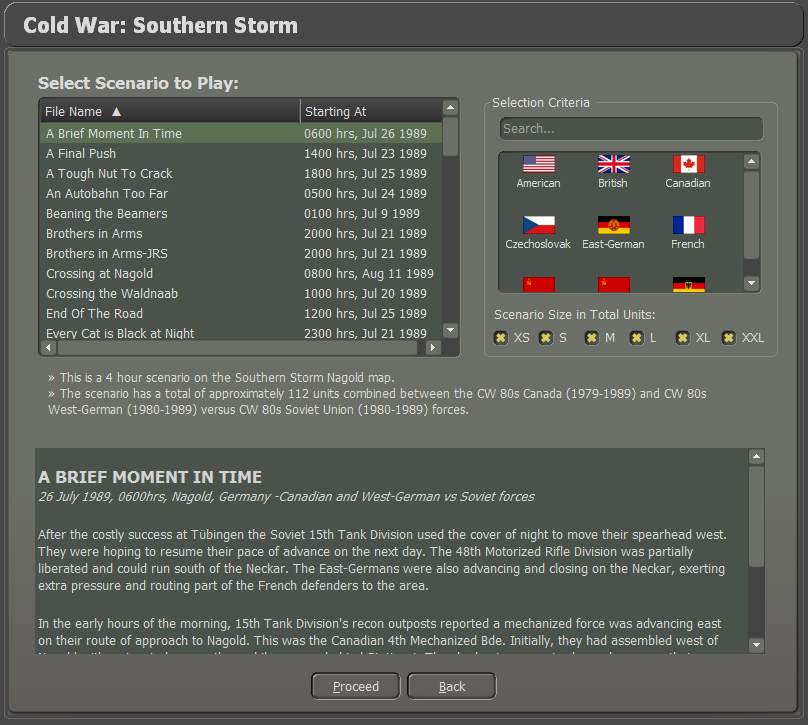 Cold War: Southern Storm
Select Scenario to Play:
File Name ▲ Starting At
A Brief Moment In Time 0600 hrs, Jul 26 1989
A Final Push 1400 hrs, Jul 23 1989
A Tough Nut To Crack 1800 hrs, Jul 25 1989
An Autobahn Too Far 0500 hrs, Jul 24 1989
Beaning the Beamers 0100 hrs, Jul 9 1989
Brothers in Arms 2000 hrs, Jul 21 1989
Brothers in Arms-JRS 2000 hrs, Jul 21 1989
Crossing at Nagold 0800 hrs, Aug 11 1989
Crossing the Waldnaab 1000 hrs, Jul 20 1989
End Of The Road 1200 hrs, Jul 25 1989
Every Cat is Black at Night 2300 hrs, Jul 21 1989
Selection Criteria
Search...
American British Canadian
Czechoslovak East-German French
Scenario Size in Total Units:
XS S M L XL XXL
» This is a 4 hour scenario on the Southern Storm Nagold map.
» The scenario has a total of approximately 112 units combined between the CW 80s Canada (1979-1989) and CW 80s
West-German (1980-1989) versus CW 80s Soviet Union (1980-1989) forces.
A BRIEF MOMENT IN TIME
26 July 1989, 0600hrs, Nagold, Germany -Canadian and West-German vs Soviet forces
After the costly success at Tübingen the Soviet 15th Tank Division used the cover of night to move their spearhead west.
They were hoping to resume their pace of advance on the next day. The 48th Motorized Rifle Division was partially
liberated and could run south of the Neckar. The East-Germans were also advancing and closing on the Neckar, exerting
extra pressure and routing part of the French defenders to the area.
In the early hours of the morning, 15th Tank Division's recon outposts reported a mechanized force was advancing east
on their route of approach to Nagold. This was the Canadian 4th Mechanized Bde. Initially, they had assembled west of
Proceed Back